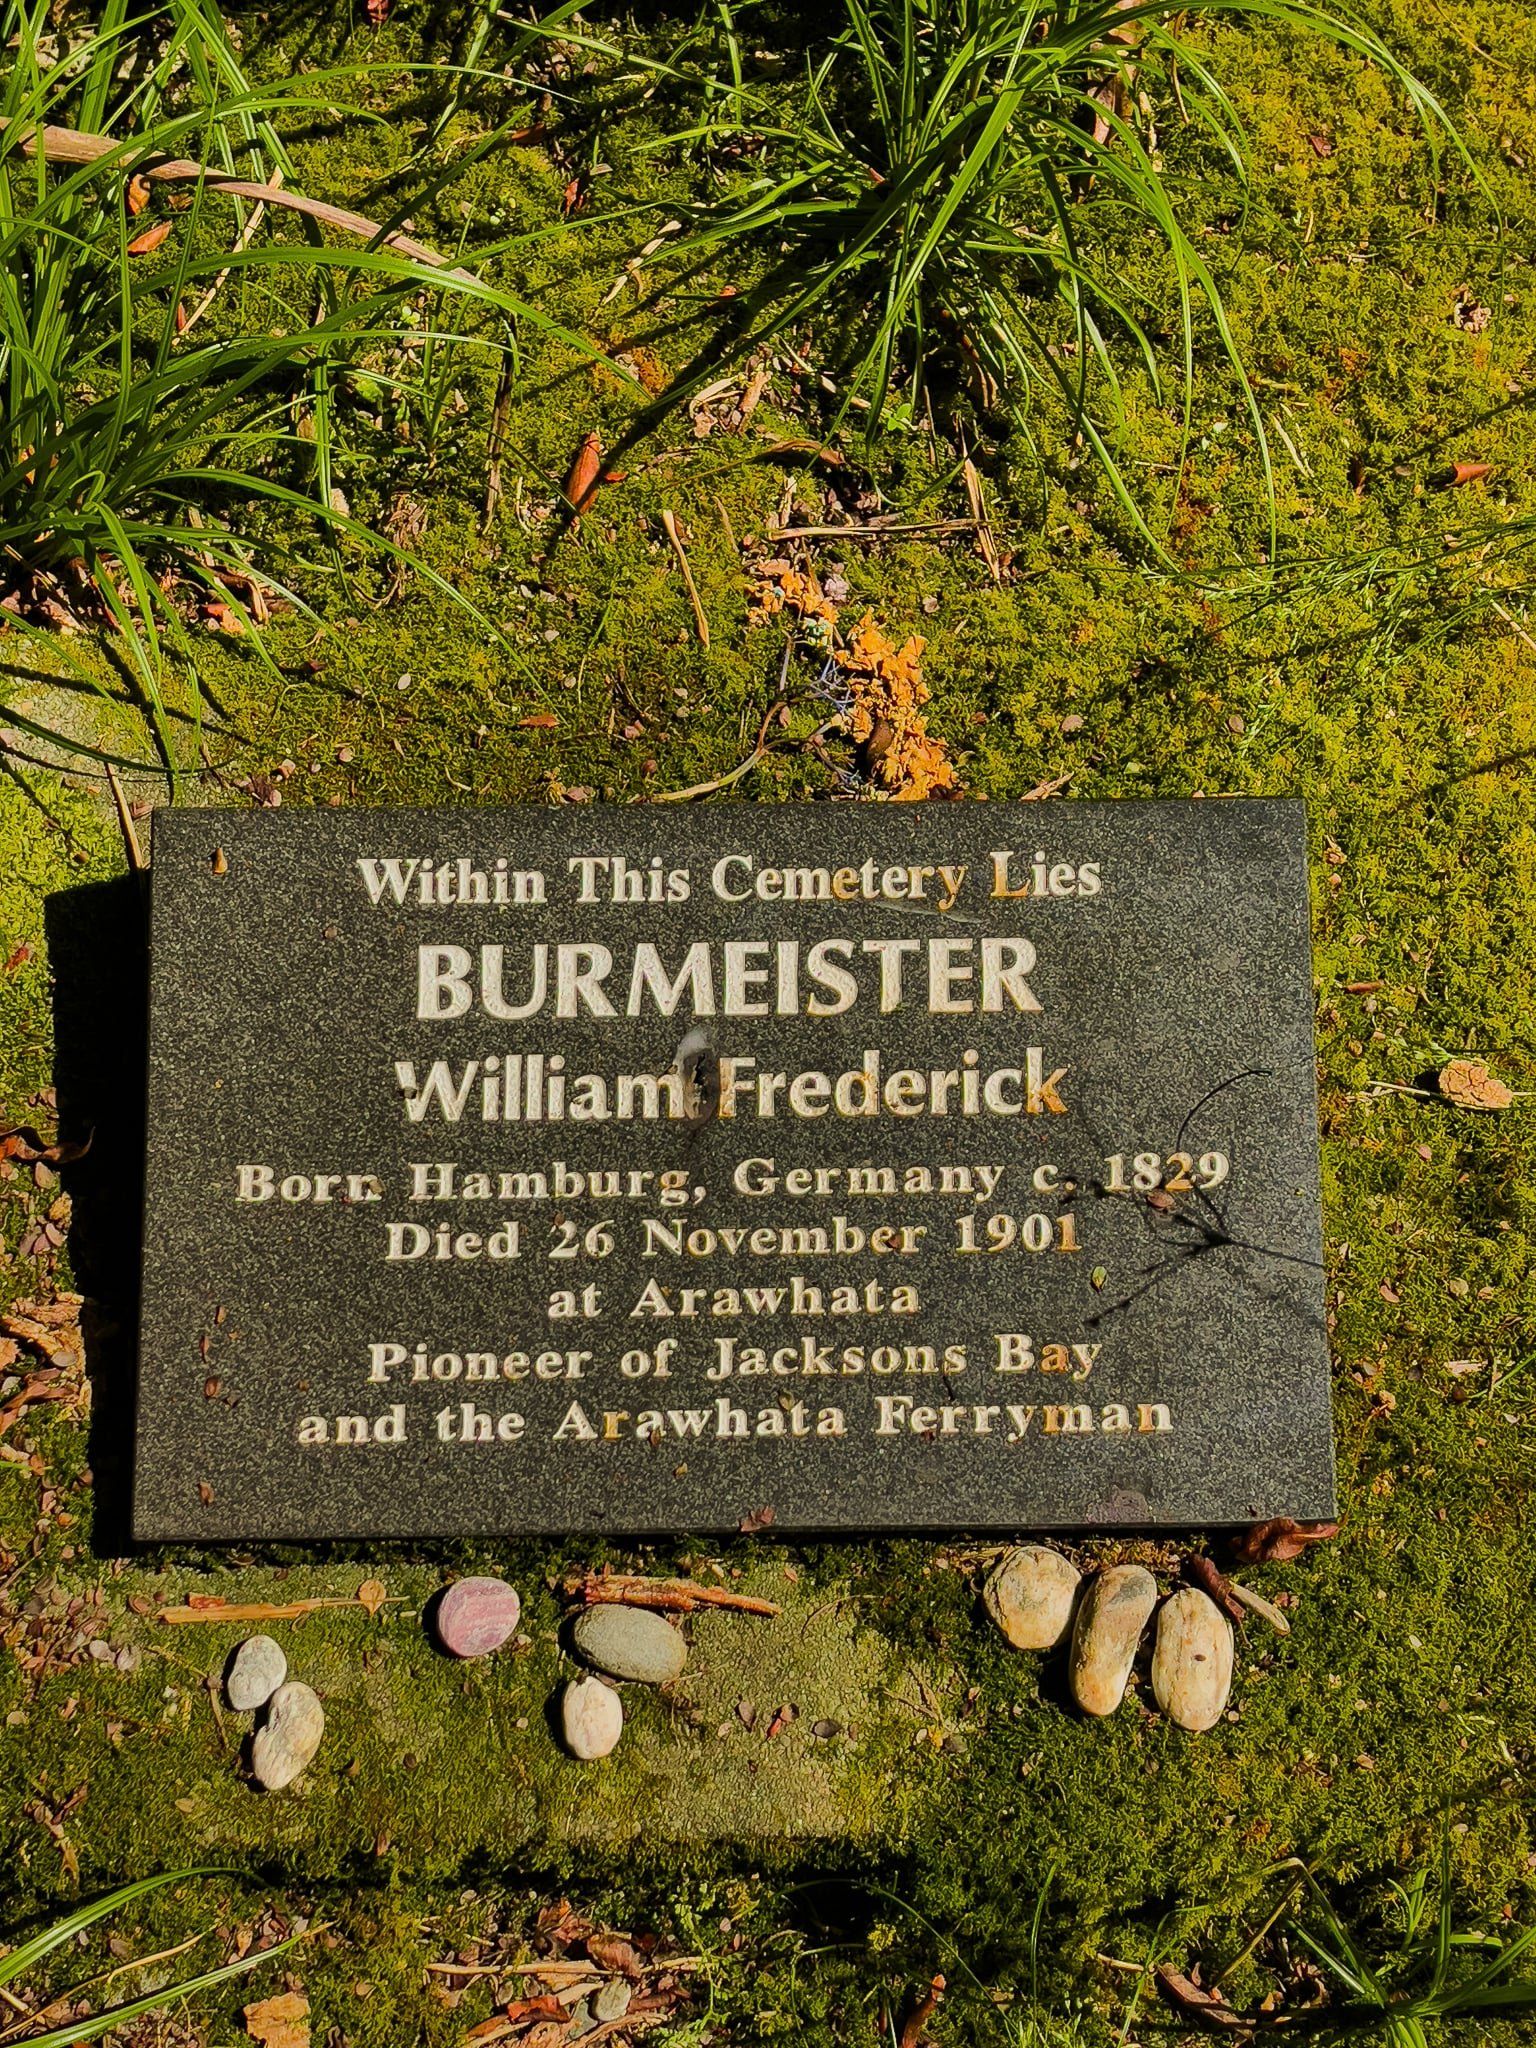 Within This Cemetery Lies
BURMEISTER
William Frederick
Born Hamburg, Germany c. 1829
Died 26 November 1901
at Arawhata
Pioneer of Jacksons Bay
and the Arawhata Ferryman